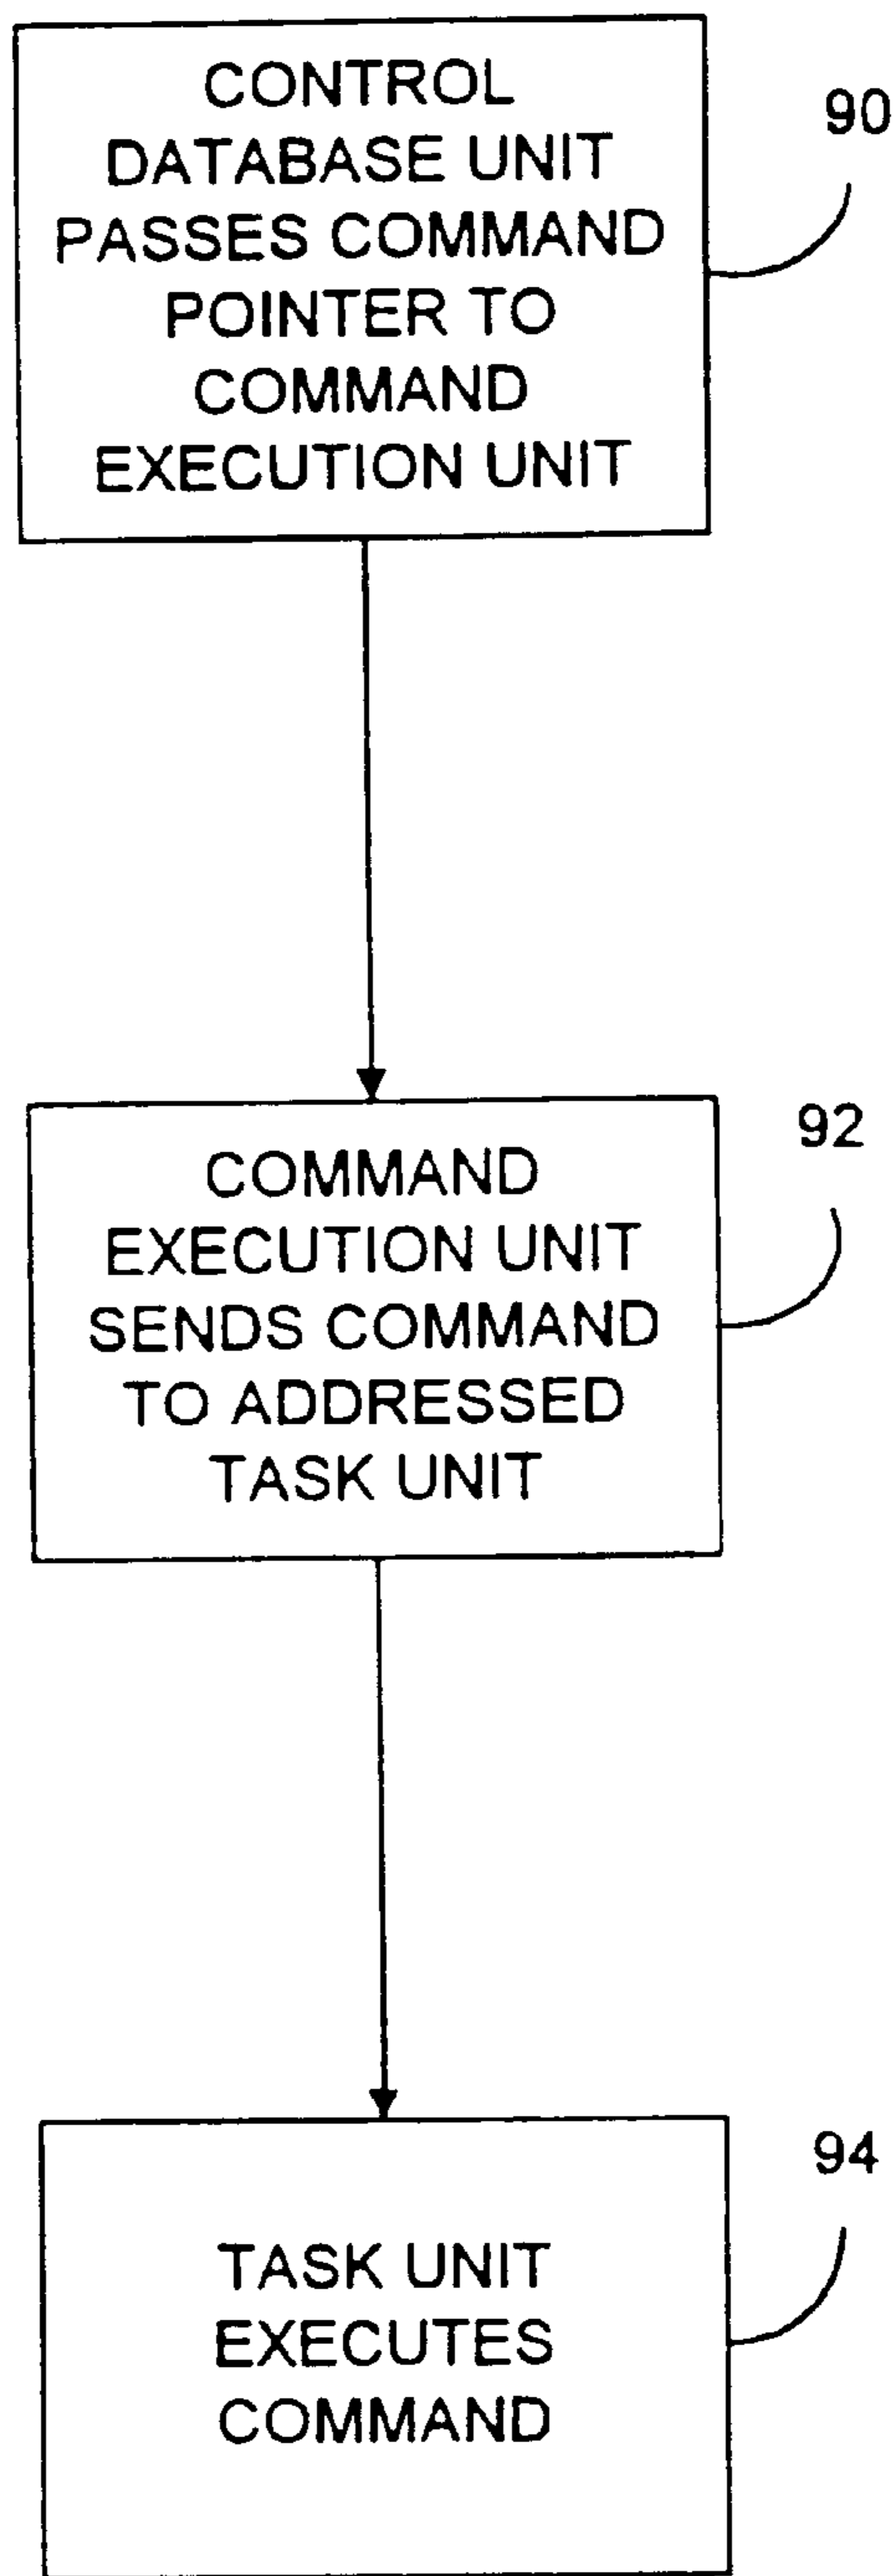 CONTROL
DATABASE UNIT
PASSES COMMAND
POINTER TO
COMMAND
EXECUTION UNIT
90
COMMAND
EXECUTION UNIT
SENDS COMMAND
TO ADDRESSED
TASK UNIT
92
TASK UNIT
EXECUTES
COMMAND
94